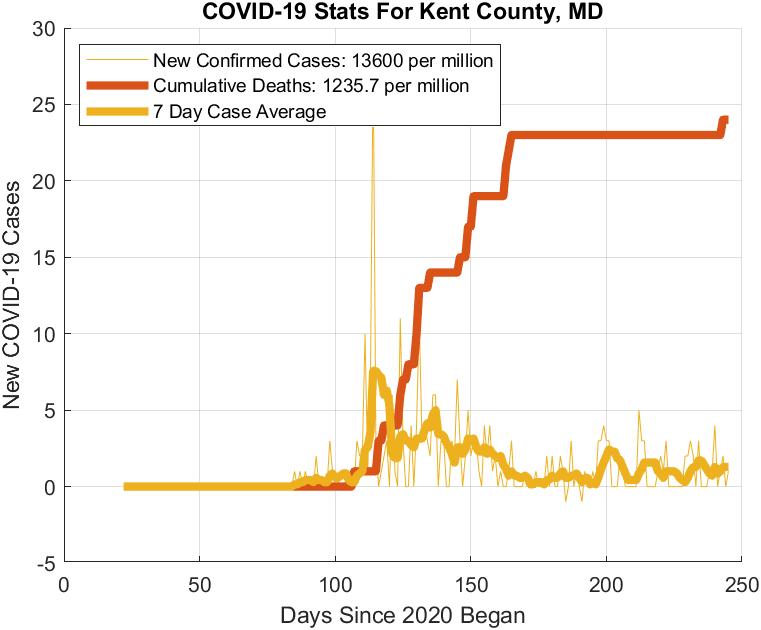 COVID-19 Stats For Kent County, MD
New Confirmed Cases: 13600 per million
Cumulative Deaths: 1235.7 per million
7 Day Case Average
New COVID-19 Cases
30
25
20
15
10
5
0
-5
0 50 100 150 200 250
Days Since 2020 Began